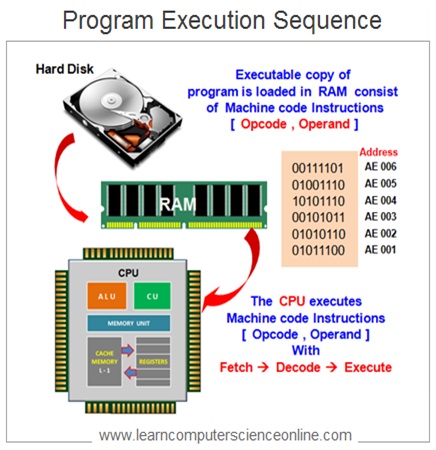 Program Execution Sequence
Hard Disk
Executable copy of
program is loaded in RAM consist
of Machine code Instructions
[ Opcode , Operand ]
Address
00111101 AE 006
01001110 AE 005
10101110 AE 004
00101011 AE 003
01010110 AE 002
01011100 AE 001
RAM
CPU
ALU CU
MEMORY UNIT
CACHE
MEMORY
L - 1
REGISTERS
The CPU executes
Machine code Instructions
[ Opcode , Operand ]
With
Fetch → Decode → Execute
www.learncomputerscienceonline.com